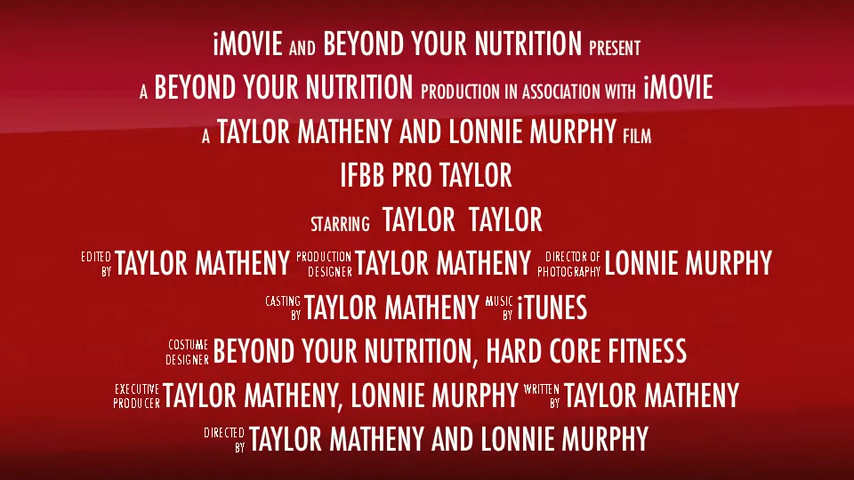 iMOVIE AND BEYOND YOUR NUTRITION PRESENT
A BEYOND YOUR NUTRITION PRODUCTION IN ASSOCIATION WITH iMOVIE
A TAYLOR MATHENY AND LONNIE MURPHY FILM
IFBB PRO TAYLOR
STARRING TAYLOR TAYLOR
EDITED BY TAYLOR MATHENY PRODUCTION DESIGNER TAYLOR MATHENY DIRECTOR OF PHOTOGRAPHY LONNIE MURPHY
CASTING BY TAYLOR MATHENY MUSIC BY iTUNES
COSTUME DESIGNER BEYOND YOUR NUTRITION, HARD CORE FITNESS
EXECUTIVE PRODUCER TAYLOR MATHENY, LONNIE MURPHY WRITTEN BY TAYLOR MATHENY
DIRECTED BY TAYLOR MATHENY AND LONNIE MURPHY